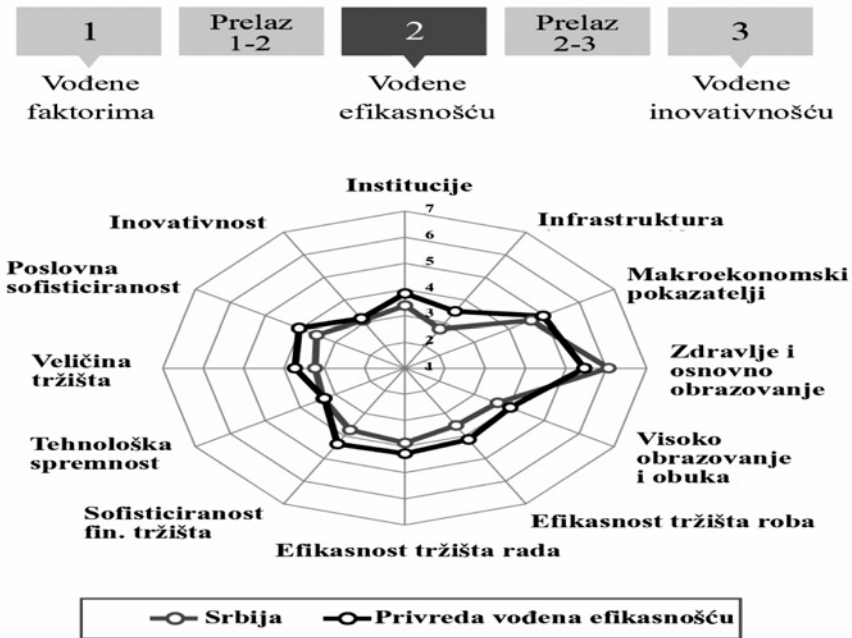 1
Prelaz
1-2
2
Prelaz
2-3
3
Vođene
faktorima
Vođene
efikasnošću
Vođene
inovativnošću
Institucije
7
6
5
4
3
2
1
Infrastruktura
Makroekonomski
pokazatelji
Zdravlje i
osnovno
obrazovanje
Visoko
obrazovanje
i obuka
Efikasnost tržišta roba
Efikasnost tržišta rada
Sofisticiranost
fin. tržišta
Tehnološka
spremnost
Veličina
tržišta
Poslovna
sofisticiranost
Inovativnost
Srbija
Privreda vođena efikasnošću